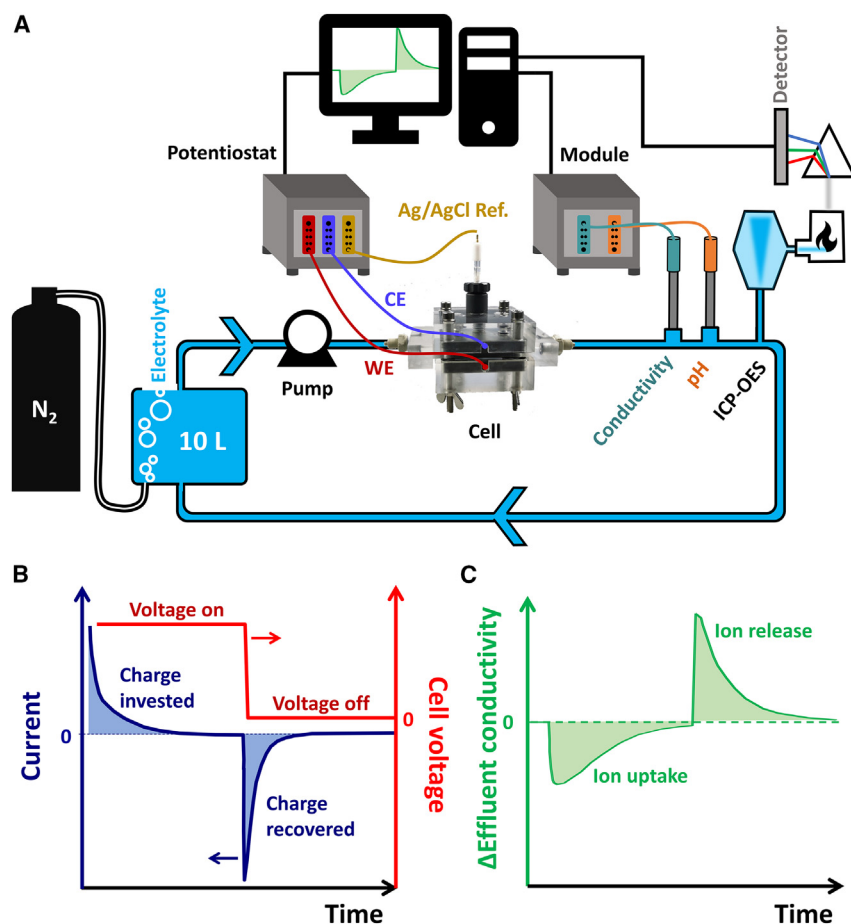 A
Potentiostat
Module
Detector
Ag/AgCl Ref.
CE
WE
Electrolyte
N2
10 L
Pump
Cell
Conductivity
pH
ICP-OES
B
Voltage on
Charge
invested
Voltage off
Charge
recovered
Current
0
0
Cell voltage
Time
C
Ion release
Ion uptake
0
ΔEffluent conductivity
Time